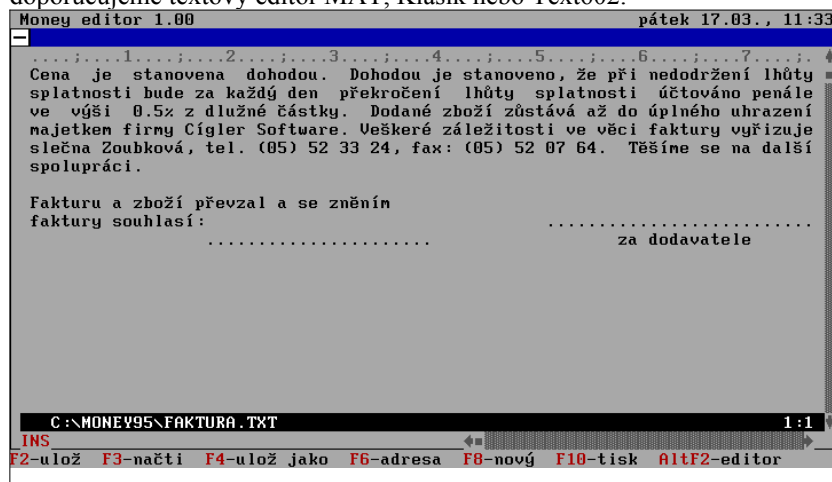 doporučujeme textový editor MAT, Klasik nebo Text602.
Money editor 1.00 pátek 17.03., 11:33
....;....1....;....2....;....3....;....4....;....5....;....6....;....7....;.
Cena je stanovena dohodou. Dohodou je stanoveno, že při nedodržení lhůty
splatnosti bude za každý den překročení lhůty splatnosti účtováno penále
ve výši 0.5% z dlužné částky. Dodané zboží zůstává až do úplného uhrazení
majetkem firmy Cígler Software. Veškeré záležitosti ve věci faktury vyřizuje
slečna Zoubková, tel. (05) 52 33 24, fax: (05) 52 07 64. Těšíme se na další
spolupráci.
Fakturu a zboží převzal a se zněním
faktury souhlasí: ..........................
...................... za dodavatele
C:\MONEY95\FAKTURA.TXT 1:1
INS
F2-ulož F3-načti F4-ulož jako F6-adresa F8-nový F10-tisk AltF2-editor